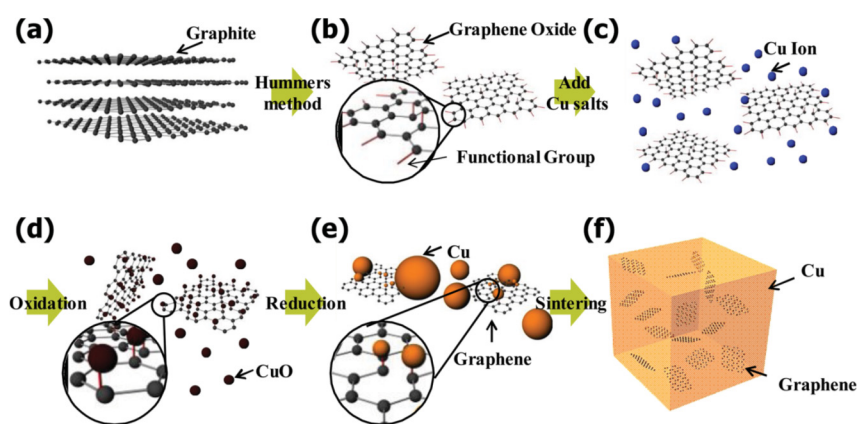 (a)
Graphite
Hummers
method
(b)
Graphene Oxide
Functional Group
Add
Cu salts
(c)
Cu Ion
(d)
Oxidation
CuO
Reduction
(e)
Cu
Graphene
Sintering
(f)
Cu
Graphene